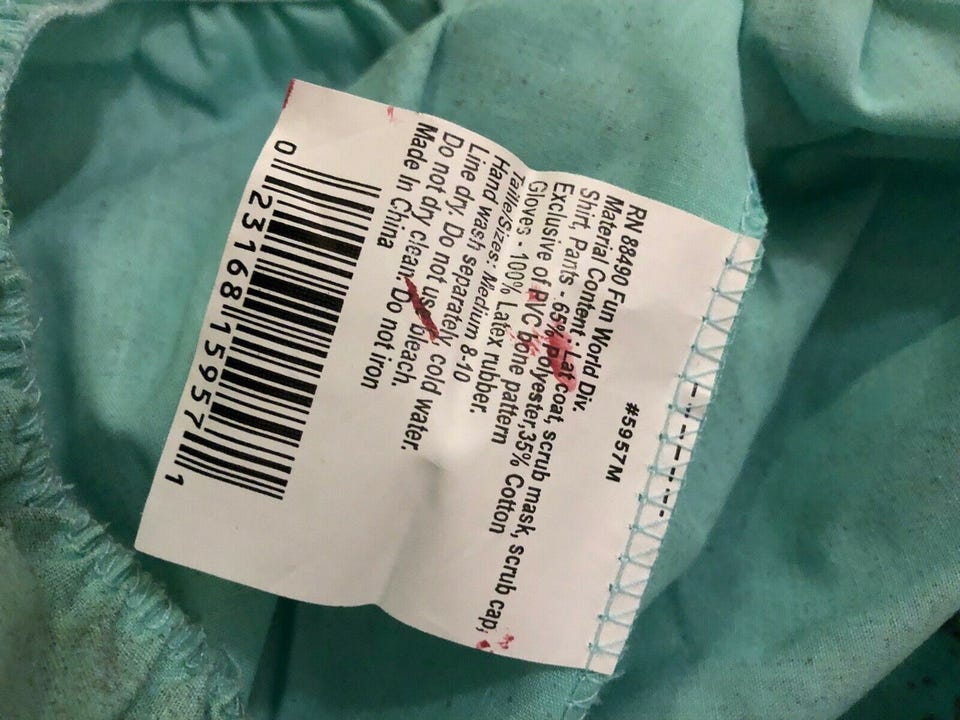 RN 88490 Fun World Div. #5957M
Material Content: Lat coat, scrub mask, scrub cap,
Shirt, Pants - 65% polyester,35% Cotton
Exclusive of PVC bone pattern
Gloves - 100% Latex rubber.
Taille/Sizes: Medium 8-10
Hand wash separately, cold water.
Line dry. Do not use bleach.
Do not dry clean. Do not iron
Made In China
0 23168 15957 1